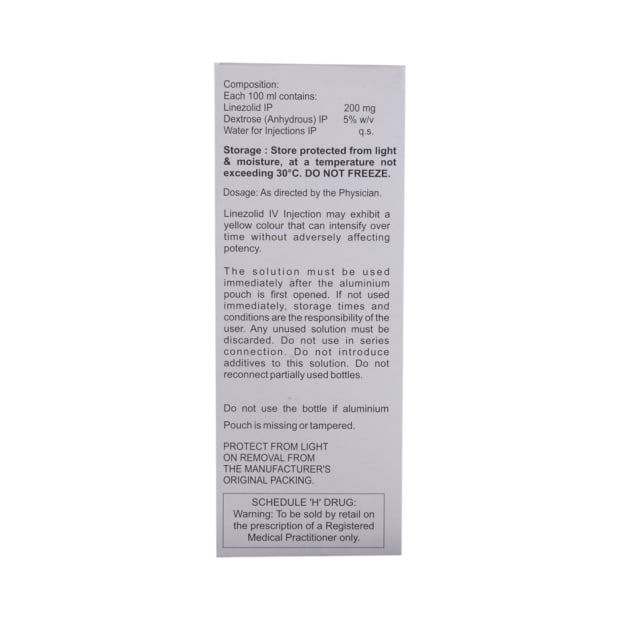 Composition:
Each 100 ml contains:
Linezolid IP 200 mg
Dextrose (Anhydrous) IP 5% w/v
Water for Injections IP q.s.
Storage : Store protected from light
& moisture, at a temperature not
exceeding 30°C. DO NOT FREEZE.
Dosage: As directed by the Physician.
Linezolid IV Injection may exhibit a
yellow colour that can intensify over
time without adversely affecting
potency.
The solution must be used
immediately after the aluminium
pouch is first opened. If not used
immediately, storage times and
conditions are the responsibility of the
user. Any unused solution must be
discarded. Do not use in series
connection. Do not introduce
additives to this solution. Do not
reconnect partially used bottles.
Do not use the bottle if aluminium
Pouch is missing or tampered.
PROTECT FROM LIGHT
ON REMOVAL FROM
THE MANUFACTURER'S
ORIGINAL PACKING.
SCHEDULE 'H' DRUG:
Warning: To be sold by retail on
the prescription of a Registered
Medical Practitioner only.